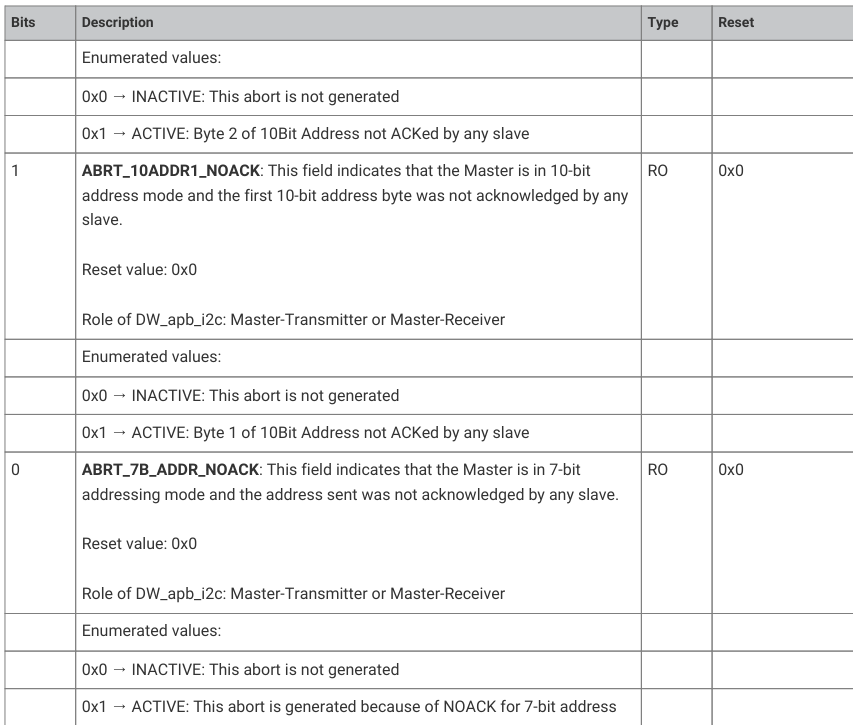 Bits Description Type Reset
Enumerated values:
0x0 → INACTIVE: This abort is not generated
0x1 → ACTIVE: Byte 2 of 10Bit Address not ACKed by any slave
1 ABRT_10ADDR1_NOACK: This field indicates that the Master is in 10-bit RO 0x0
address mode and the first 10-bit address byte was not acknowledged by any
slave.
Reset value: 0x0
Role of DW_apb_i2c: Master-Transmitter or Master-Receiver
Enumerated values:
0x0 → INACTIVE: This abort is not generated
0x1 → ACTIVE: Byte 1 of 10Bit Address not ACKed by any slave
0 ABRT_7B_ADDR_NOACK: This field indicates that the Master is in 7-bit RO 0x0
addressing mode and the address sent was not acknowledged by any slave.
Reset value: 0x0
Role of DW_apb_i2c: Master-Transmitter or Master-Receiver
Enumerated values:
0x0 → INACTIVE: This abort is not generated
0x1 → ACTIVE: This abort is generated because of NOACK for 7-bit address